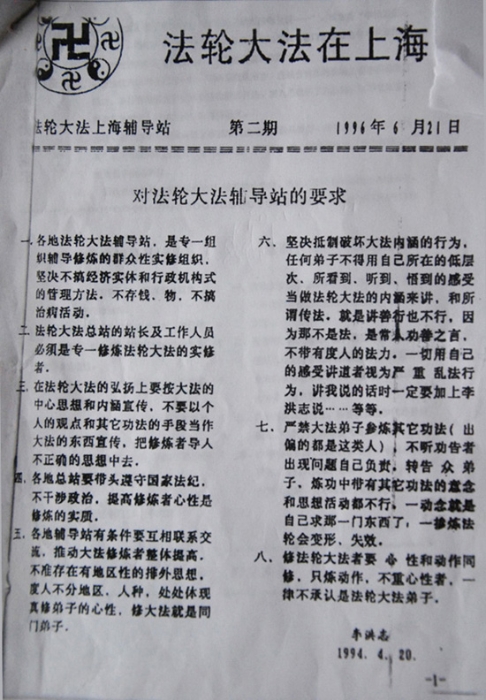 法轮大法在上海
法轮大法上海辅导站 第二期 1996年6月21日
对法轮大法辅导站的要求
一、各地法轮大法辅导站，是专一组
织辅导修炼的群众性实修组织，
坚决不搞经济实体和行政机构式
的管理方法。不存钱、物，不搞
治病活动。
二、法轮大法总站的站长及工作人员
必须是专一修炼法轮大法的实修
者。
三、在法轮大法的弘扬上要按大法的
中心思想和内涵宣传，不要以个
人的观点和其它功法的手段当作
大法的东西宣传，把修炼者导人
不正确的思想中去。
四、各地总站要带头遵守国家法纪，
不干涉政治，提高修炼者心性是
修炼的实质。
五、各地辅导站有条件要互相联系交
流，推动大法修炼者整体提高，
不准存在有地区性的排外思想，
度人不分地区，人种，处处体现
真修弟子的心性，修大法就是同
门弟子。
六、坚决抵制破坏大法内涵的行为，
任何弟子不得用自己所在的低层
次，所看到、听到、悟到的感受
当做法轮大法的内涵来讲，和所
谓传法。就是讲善行也不行，因
为那不是法，是常人劝善之言，
不带有度人的法力，一切用自己
的感受讲道者视为严重乱法行
为，讲我说的话时一定要加上李
洪志说……等等。
七、严禁大法弟子参炼其它功法（出
偏的都是这类人），不听劝告者
出现问题自己负责，转告众弟
子，炼功中带有其它功法的意念
和思想活动都不行，一动念就是
自己求那一门东西了，一掺炼法
轮会变形，失效。
八、修法轮大法者要心性和动作同
修，只炼动作，不重心性者，一
律不承认是法轮大法弟子。
李洪志
1994.4.20.
-1-